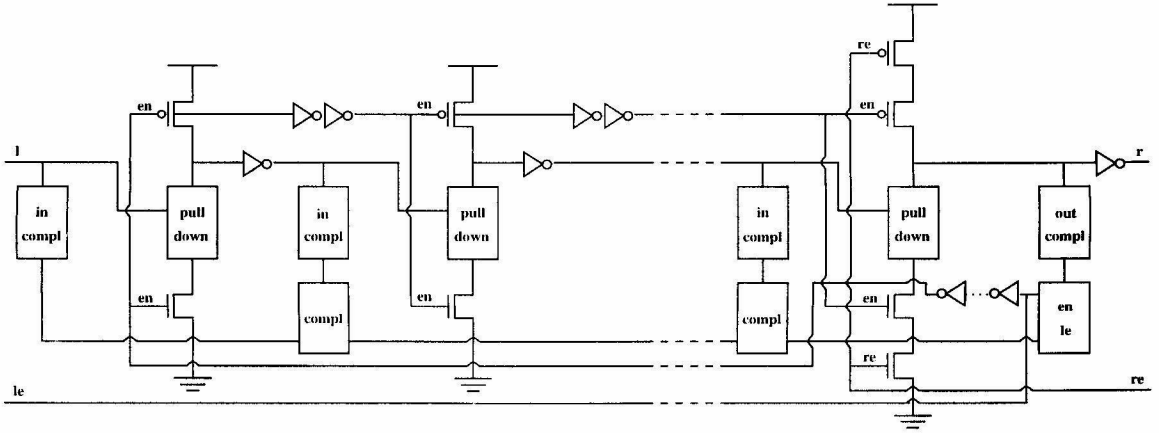 re
en
en
en
l
r
in
compl
pull
down
in
compl
pull
down
in
compl
pull
down
out
compl
en
en
compl
compl
en
en
le
re
le
re